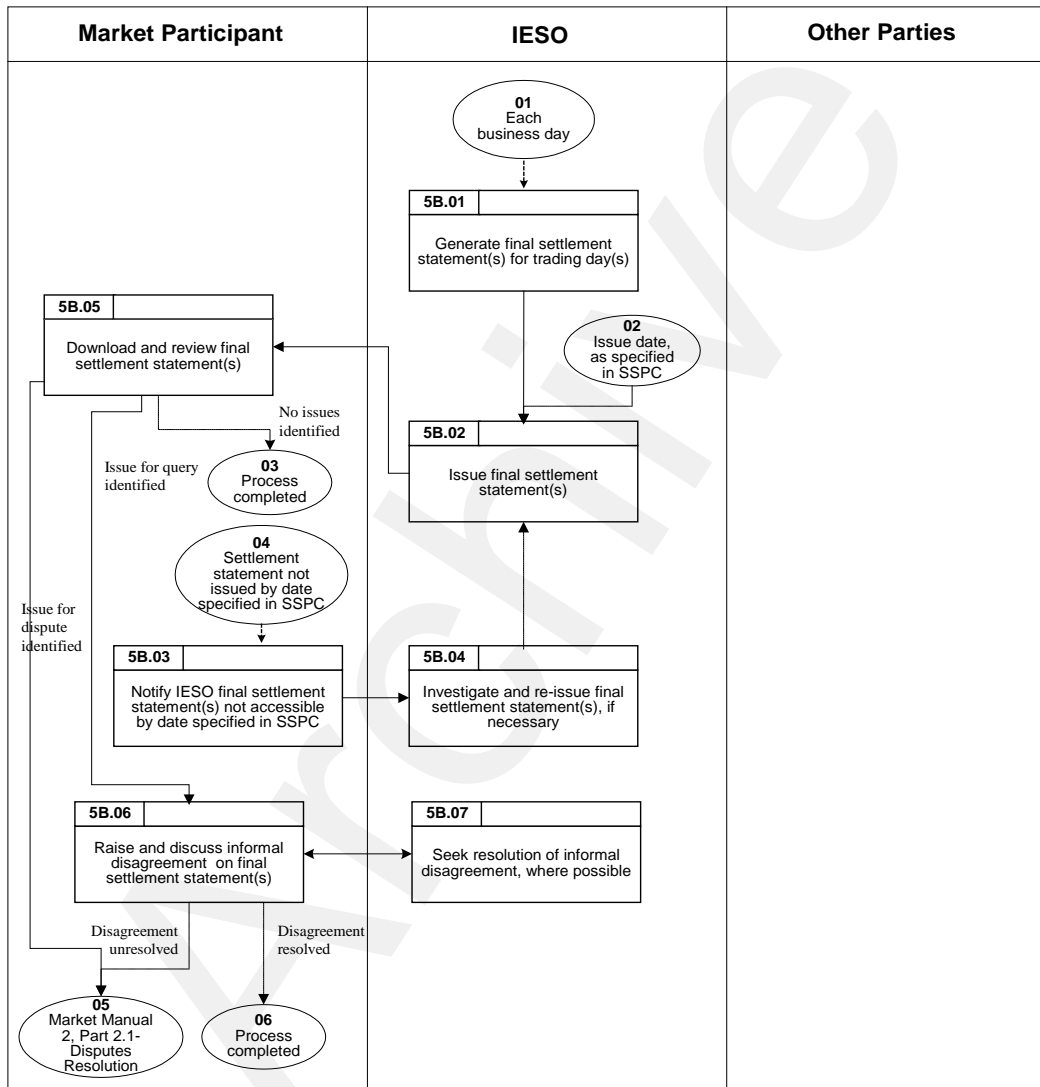 Market Participant
IESO
Other Parties
01
Each
business day
5B.01
Generate final settlement
statement(s) for trading day(s)
5B.05
Download and review final
settlement statement(s)
02
Issue date,
as specified
in SSPC
No issues
identified
5B.02
Issue final settlement
statement(s)
Issue for query
identified
03
Process
completed
04
Settlement
statement not
issued by date
specified in SSPC
Issue for
dispute
identified
5B.03
Notify IESO final settlement
statement(s) not accessible
by date specified in SSPC
5B.04
Investigate and re-issue final
settlement statement(s), if
necessary
5B.06
Raise and discuss informal
disagreement on final
settlement statement(s)
5B.07
Seek resolution of informal
disagreement, where possible
Disagreement
unresolved
Disagreement
resolved
05
Market Manual
2, Part 2.1-
Disputes
Resolution
06
Process
completed
Archive